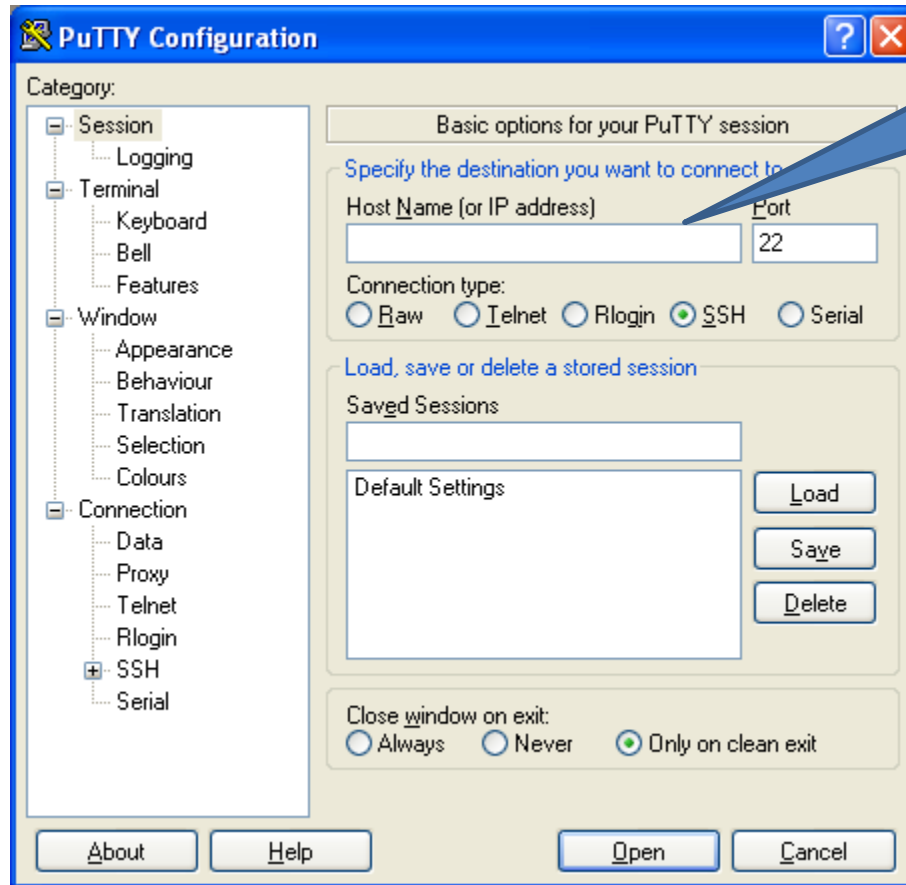 PuTTY Configuration
Category:
Session
Logging
Terminal
Keyboard
Bell
Features
Window
Appearance
Behaviour
Translation
Selection
Colours
Connection
Data
Proxy
Telnet
Rlogin
SSH
Serial
Basic options for your PuTTY session
Specify the destination you want to connect to
Host Name (or IP address) Port
22
Connection type:
Raw Telnet Rlogin SSH Serial
Load, save or delete a stored session
Saved Sessions
Default Settings
Load
Save
Delete
Close window on exit:
Always Never Only on clean exit
About Help Open Cancel